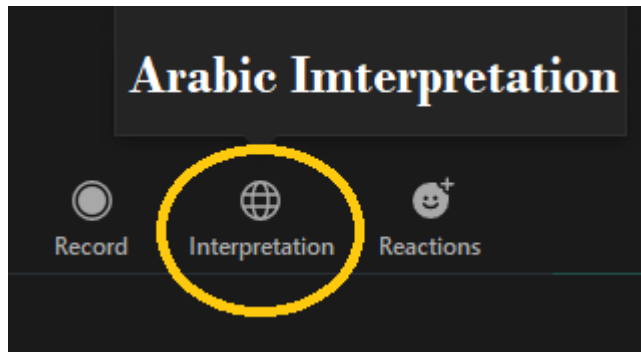 Arabic Imterpretation
Record
Interpretation
Reactions